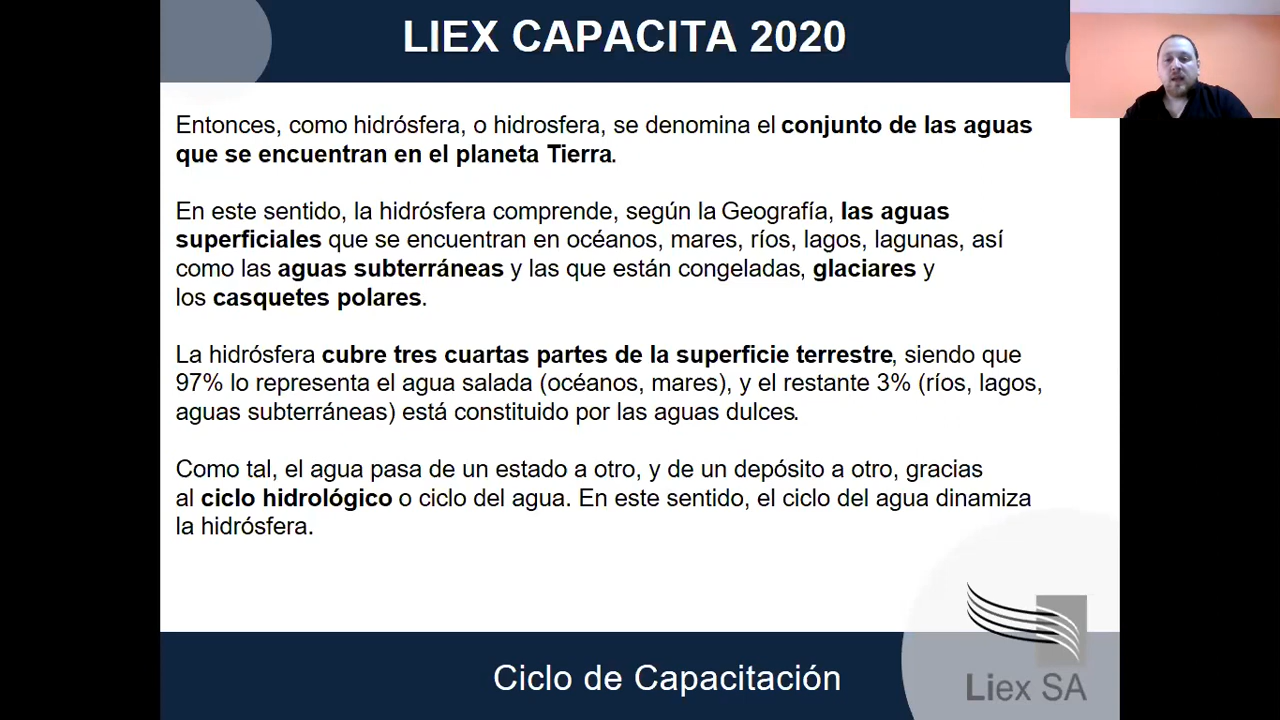 LIEX CAPACITA 2020
Entonces, como hidrósfera, o hidrosfera, se denomina el conjunto de las aguas
que se encuentran en el planeta Tierra.
En este sentido, la hidrósfera comprende, según la Geografía, las aguas
superficiales que se encuentran en océanos, mares, ríos, lagos, lagunas, así
como las aguas subterráneas y las que están congeladas, glaciares y
los casquetes polares.
La hidrósfera cubre tres cuartas partes de la superficie terrestre, siendo que
97% lo representa el agua salada (océanos, mares), y el restante 3% (ríos, lagos,
aguas subterráneas) está constituido por las aguas dulces.
Como tal, el agua pasa de un estado a otro, y de un depósito a otro, gracias
al ciclo hidrológico o ciclo del agua. En este sentido, el ciclo del agua dinamiza
la hidrósfera.
Ciclo de Capacitación
Liex SA